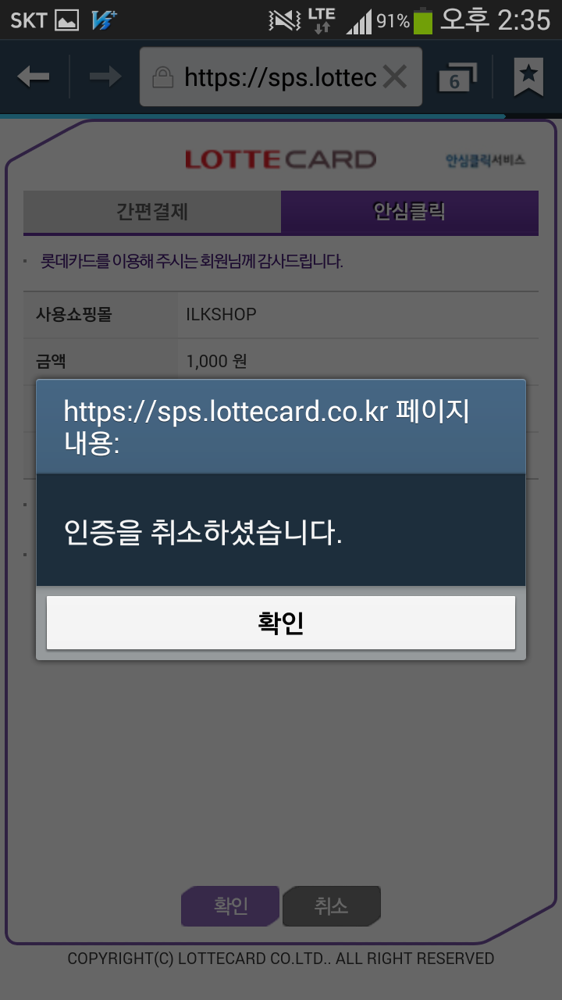 SKT LTE 91% 오후 2:35
https://sps.lottec 6
LOTTE CARD 안심클릭서비스
간편결제 안심클릭
롯데카드를 이용해 주시는 회원님께 감사드립니다.
사용쇼핑몰 ILKSHOP
금액 1,000 원
https://sps.lottecard.co.kr 페이지
내용:
인증을 취소하셨습니다.
확인
확인 취소
COPYRIGHT(C) LOTTECARD CO.LTD.. ALL RIGHT RESERVED